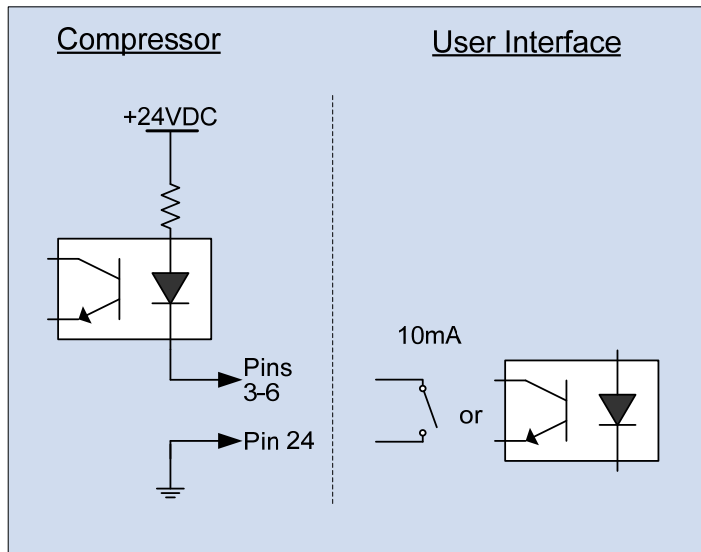 Compressor
User Interface
+24VDC
10mA
Pins
3-6
or
Pin 24